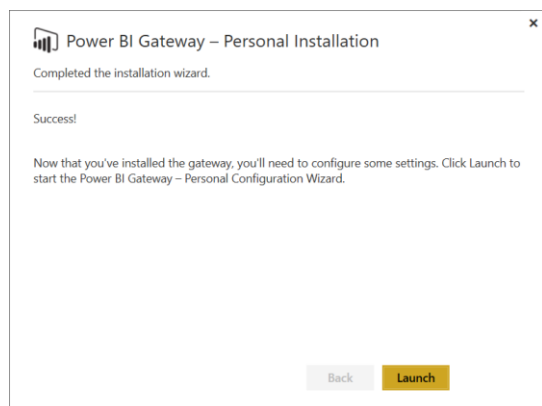 Power BI Gateway – Personal Installation
Completed the installation wizard.
Success!
Now that you've installed the gateway, you'll need to configure some settings. Click Launch to
start the Power BI Gateway – Personal Configuration Wizard.
Back
Launch